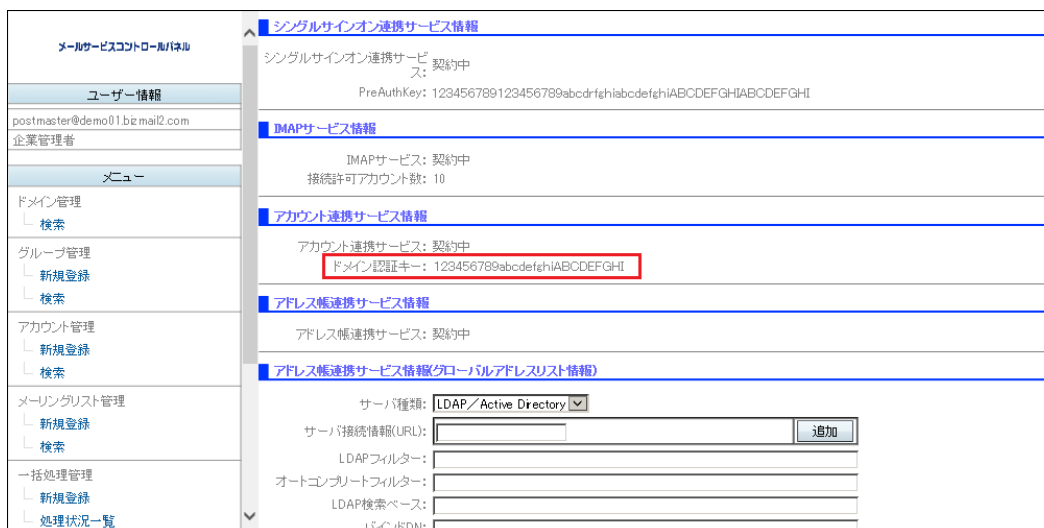 メールサービスコントロールパネル
ユーザー情報
postmaster@demo01.bizmail2.com
企業管理者
メニュー
ドメイン管理
検索
グループ管理
新規登録
検索
アカウント管理
新規登録
検索
メーリングリスト管理
新規登録
検索
一括処理管理
新規登録
処理状況一覧
シングルサインオン連携サービス情報
シングルサインオン連携サービ
ス: 契約中
PreAuthKey: 123456789123456789abcdrfghiabcdefghiABCDEFGHIABCDEFGHI
IMAPサービス情報
IMAPサービス: 契約中
接続許可アカウント数: 10
アカウント連携サービス情報
アカウント連携サービス: 契約中
ドメイン認証キー: 123456789abcdefghiABCDEFGHI
アドレス帳連携サービス情報
アドレス帳連携サービス: 契約中
アドレス帳連携サービス情報(グローバルアドレスリスト情報)
サーバ種類: LDAP／Active Directory
サーバ接続情報(URL): 追加
LDAPフィルター:
オートコンプリートフィルター:
LDAP検索ベース:
バインドDN: